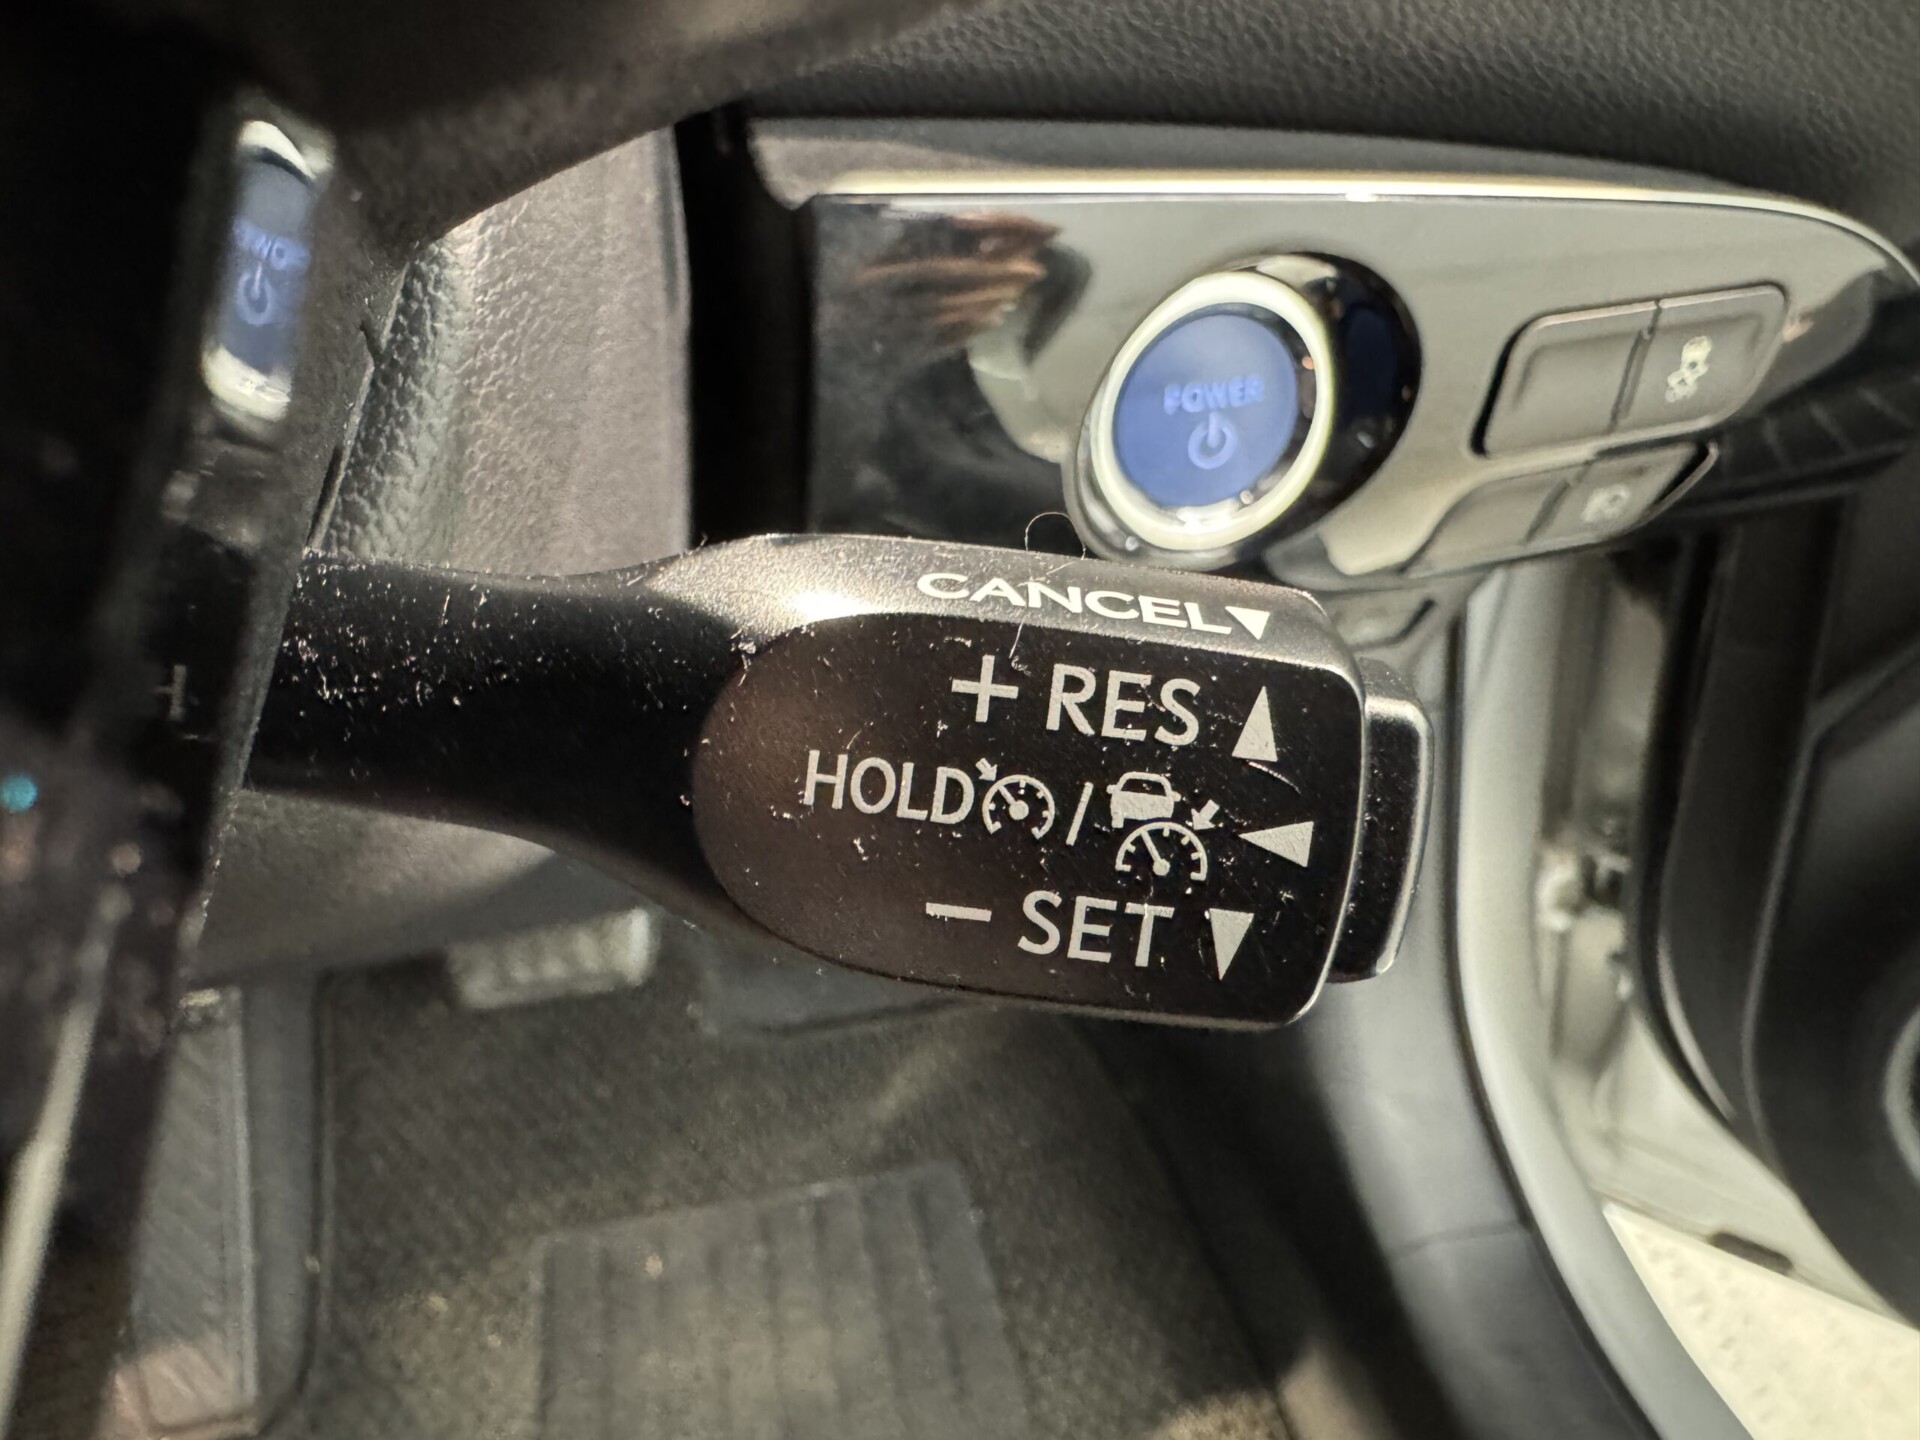 POWER
CANCEL
+ RES
HOLD /
− SET